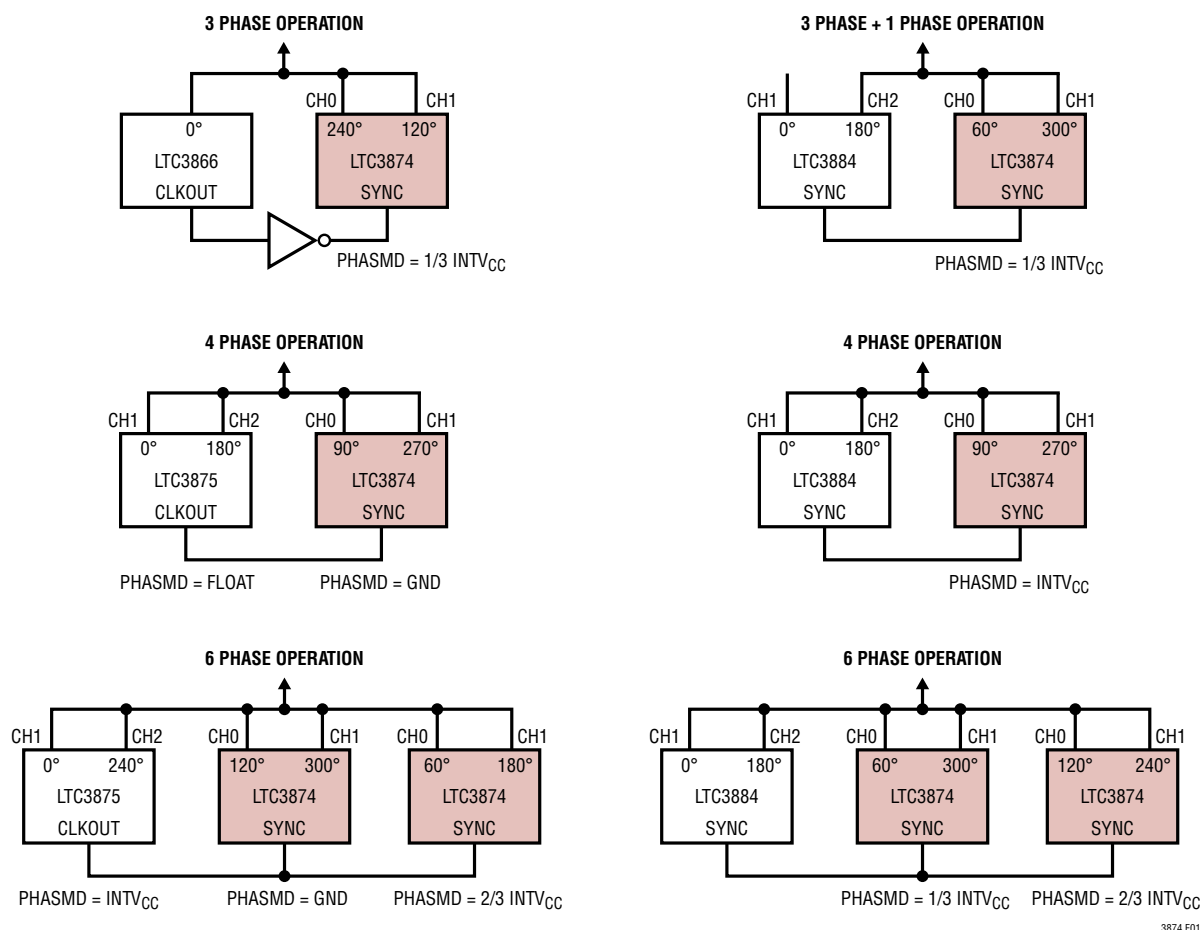 3 PHASE OPERATION
CH0 CH1
0° 240° 120°
LTC3866 LTC3874
CLKOUT SYNC
PHASMD = 1/3 INTVCC
3 PHASE + 1 PHASE OPERATION
CH1 CH2 CH0 CH1
0° 180° 60° 300°
LTC3884 LTC3874
SYNC SYNC
PHASMD = 1/3 INTVCC
4 PHASE OPERATION
CH1 CH2 CH0 CH1
0° 180° 90° 270°
LTC3875 LTC3874
CLKOUT SYNC
PHASMD = FLOAT PHASMD = GND
4 PHASE OPERATION
CH1 CH2 CH0 CH1
0° 180° 90° 270°
LTC3884 LTC3874
SYNC SYNC
PHASMD = INTVCC
6 PHASE OPERATION
CH1 CH2 CH0 CH1 CH0 CH1
0° 240° 120° 300° 60° 180°
LTC3875 LTC3874 LTC3874
CLKOUT SYNC SYNC
PHASMD = INTVCC PHASMD = GND PHASMD = 2/3 INTVCC
6 PHASE OPERATION
CH1 CH2 CH0 CH1 CH0 CH1
0° 180° 60° 300° 120° 240°
LTC3884 LTC3874 LTC3874
SYNC SYNC SYNC
PHASMD = 1/3 INTVCC PHASMD = 2/3 INTVCC
3874 F01